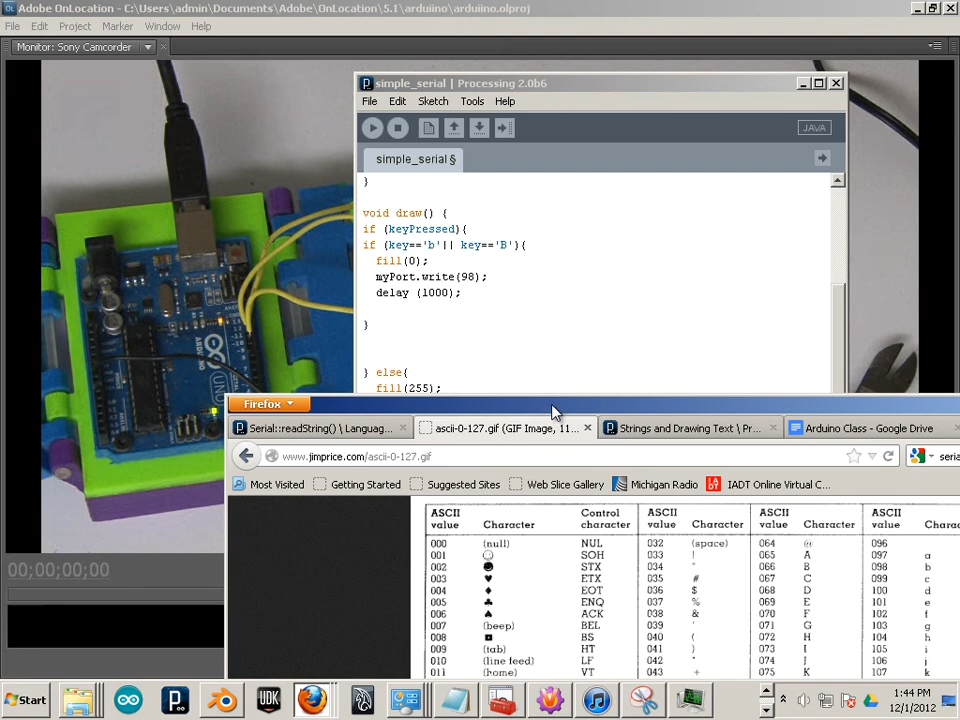 Adobe OnLocation - C:\Users\admin\Documents\Adobe\OnLocation\5.1\arduiino\arduiino.olproj
File Edit Project Marker Window Help
Monitor: Sony Camcorder
simple_serial | Processing 2.0b6
File Edit Sketch Tools Help
JAVA
simple_serial §
}
void draw() {
if (keyPressed){
if (key=='b'|| key=='B'){
fill(0);
myPort.write(98);
delay (1000);
}
} else{
fill(255);
ARDUINO
UNO
Firefox
Serial::readString() \ Languag...
ascii-0-127.gif (GIF Image, 11...
Strings and Drawing Text \ P...
Arduino Class - Google Drive
www.jimprice.com/ascii-0-127.gif
seria
Most Visited Getting Started Suggested Sites Web Slice Gallery Michigan Radio IADT Online Virtual C...
ASCII value Character Control character ASCII value Character ASCII value Character ASCII value Charac
000 (null) NUL 032 (space) 064 @ 096
001 ☺ SOH 033 ! 065 A 097 a
002 ☻ STX 034 " 066 B 098 b
003 ♥ ETX 035 # 067 C 099 c
004 ♦ EOT 036 $ 068 D 100 d
005 ♣ ENQ 037 % 069 E 101 e
006 ♠ ACK 038 & 070 F 102 f
007 (beep) BEL 039 ' 071 G 103 g
008 ◘ BS 040 ( 072 H 104 h
009 (tab) HT 041 ) 073 I 105 i
010 (line feed) LF 042 * 074 J 106 j
011 (home) VT 043 + 075 K 107 k
00;00;00;00
Start
UDK
1:44 PM
12/1/2012